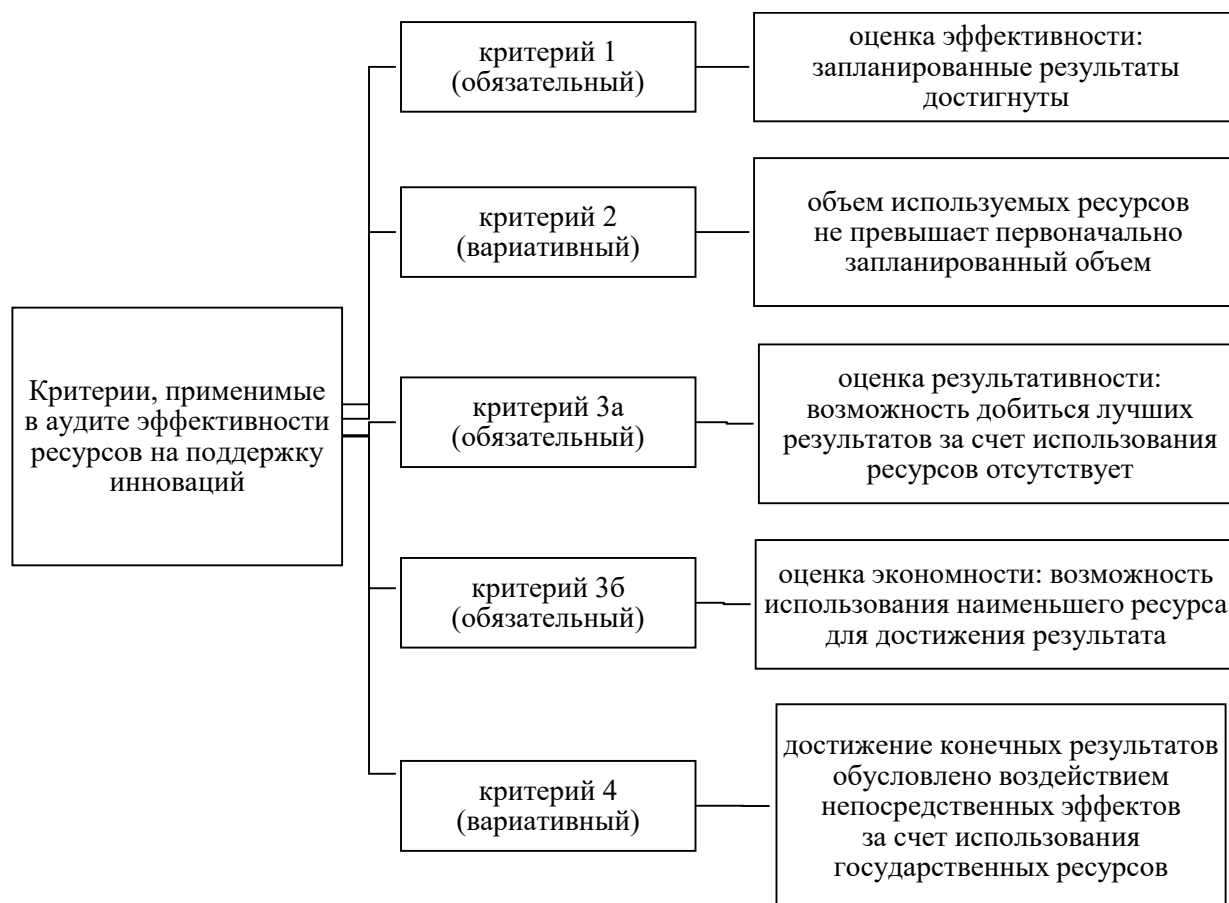 критерий 1
(обязательный)
оценка эффективности:
запланированные результаты
достигнуты
критерий 2
(вариативный)
объем используемых ресурсов
не превышает первоначально
запланированный объем
Критерии, применимые
в аудите эффективности
ресурсов на поддержку
инноваций
критерий 3а
(обязательный)
оценка результативности:
возможность добиться лучших
результатов за счет использования
ресурсов отсутствует
критерий 3б
(обязательный)
оценка экономности: возможность
использования наименьшего ресурса
для достижения результата
критерий 4
(вариативный)
достижение конечных результатов
обусловлено воздействием
непосредственных эффектов
за счет использования
государственных ресурсов